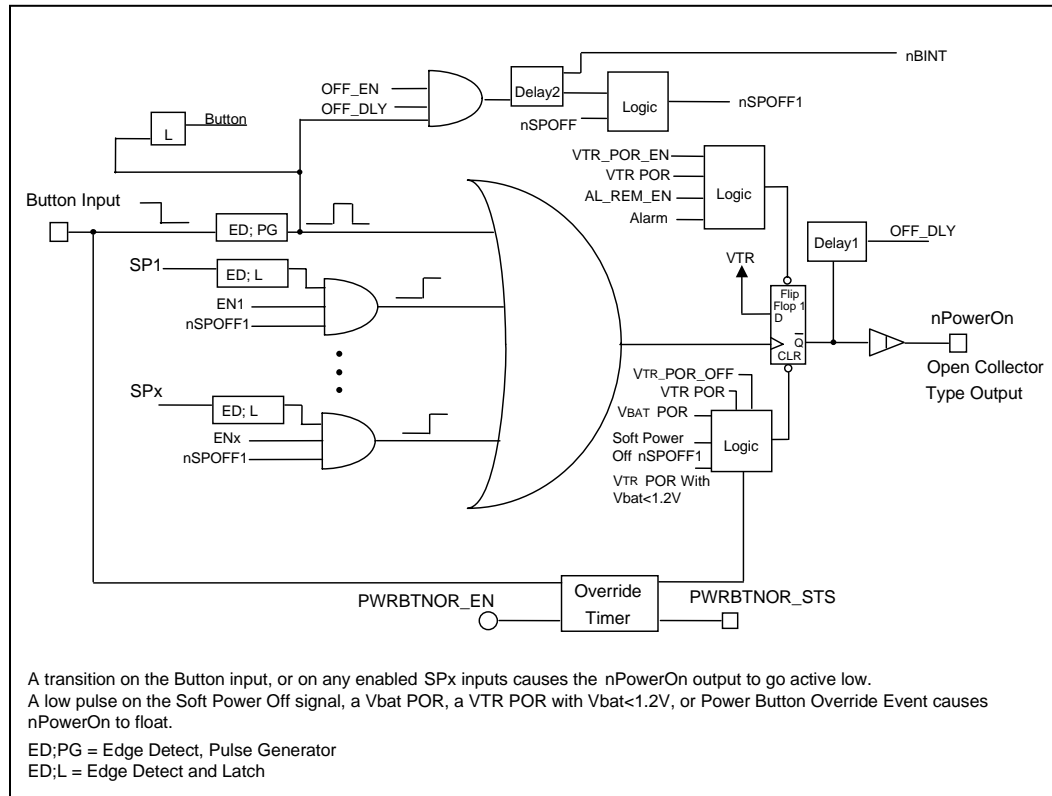 nBINT
OFF_EN
OFF_DLY
Delay2
Logic
nSPOFF1
nSPOFF
Button
L
VTR_POR_EN
VTR POR
AL_REM_EN
Alarm
Logic
Button Input
ED; PG
Delay1
OFF_DLY
SP1
ED; L
EN1
nSPOFF1
VTR
Flip
Flop 1
D
Q
CLR
nPowerOn
Open Collector
Type Output
SPx
ED; L
ENx
nSPOFF1
VTR_POR_OFF
VTR POR
VBAT POR
Soft Power
Off nSPOFF1
Logic
VTR POR With
Vbat<1.2V
PWRBTNOR_EN
Override
Timer
PWRBTNOR_STS
A transition on the Button input, or on any enabled SPx inputs causes the nPowerOn output to go active low.
A low pulse on the Soft Power Off signal, a Vbat POR, a VTR POR with Vbat<1.2V, or Power Button Override Event causes
nPowerOn to float.
ED;PG = Edge Detect, Pulse Generator
ED;L = Edge Detect and Latch